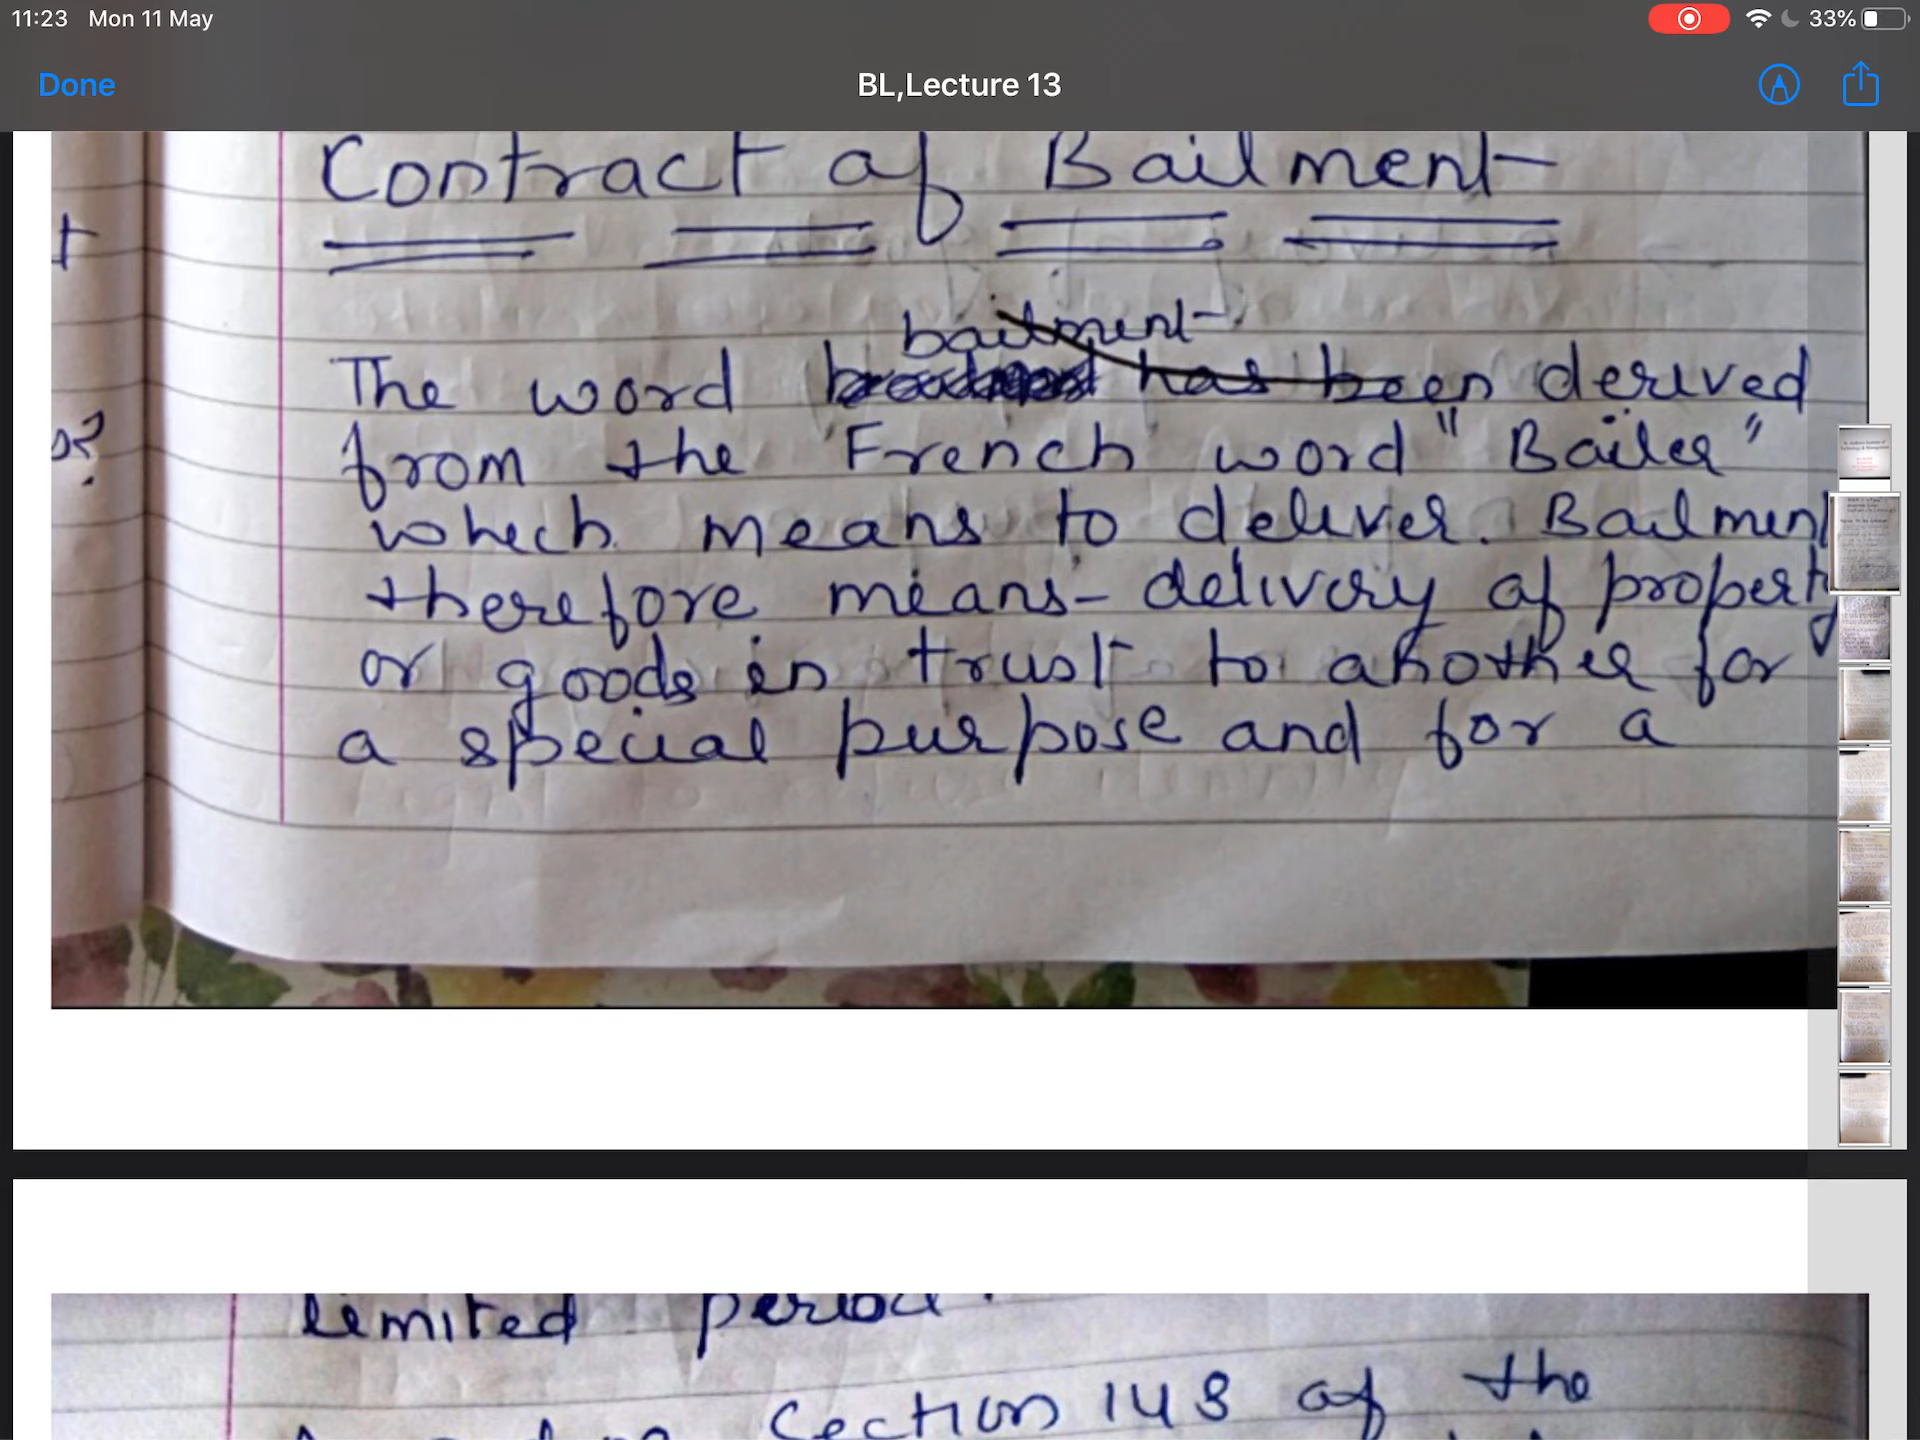 11:23 Mon 11 May
33%
Done
BL,Lecture 13
Contract of Bailment
bailment
The word has been derived
from the French word "Bailer"
which means to deliver. Bailment
therefore means- delivery of property
or goods in trust to another for
a special purpose and for a
limited period.
Section 148 of the